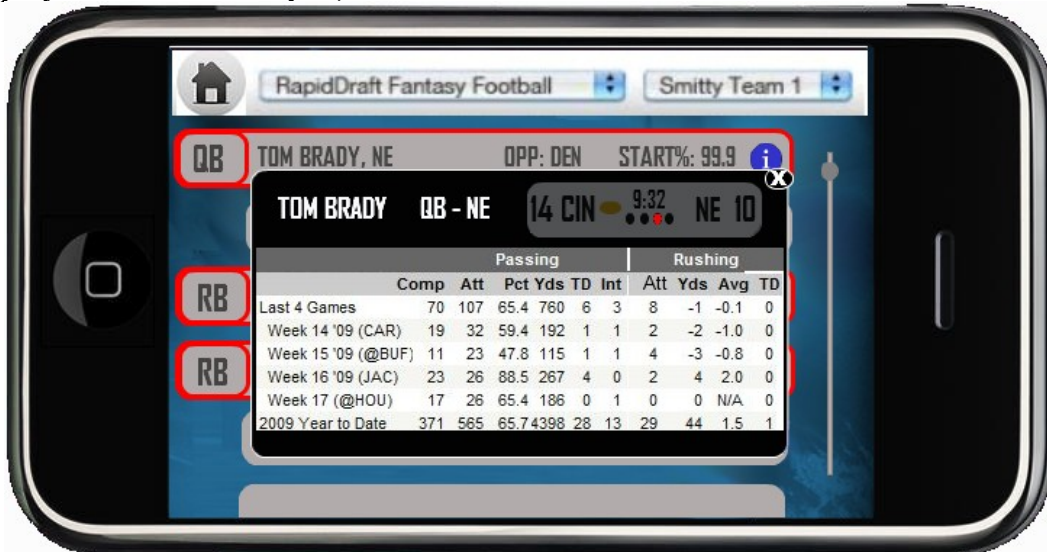 RapidDraft Fantasy Football Smitty Team 1
QB TOM BRADY, NE OPP: DEN START%: 99.9 i
X
TOM BRADY QB - NE 14 CIN 9:32 NE 10
Passing Rushing
Comp Att Pct Yds TD Int Att Yds Avg TD
Last 4 Games 70 107 65.4 760 6 3 8 -1 -0.1 0
Week 14 '09 (CAR) 19 32 59.4 192 1 1 2 -2 -1.0 0
Week 15 '09 (@BUF) 11 23 47.8 115 1 1 4 -3 -0.8 0
Week 16 '09 (JAC) 23 26 88.5 267 4 0 2 4 2.0 0
Week 17 (@HOU) 17 26 65.4 186 0 1 0 0 N/A 0
2009 Year to Date 371 565 65.7 4398 28 13 29 44 1.5 1
RB
RB